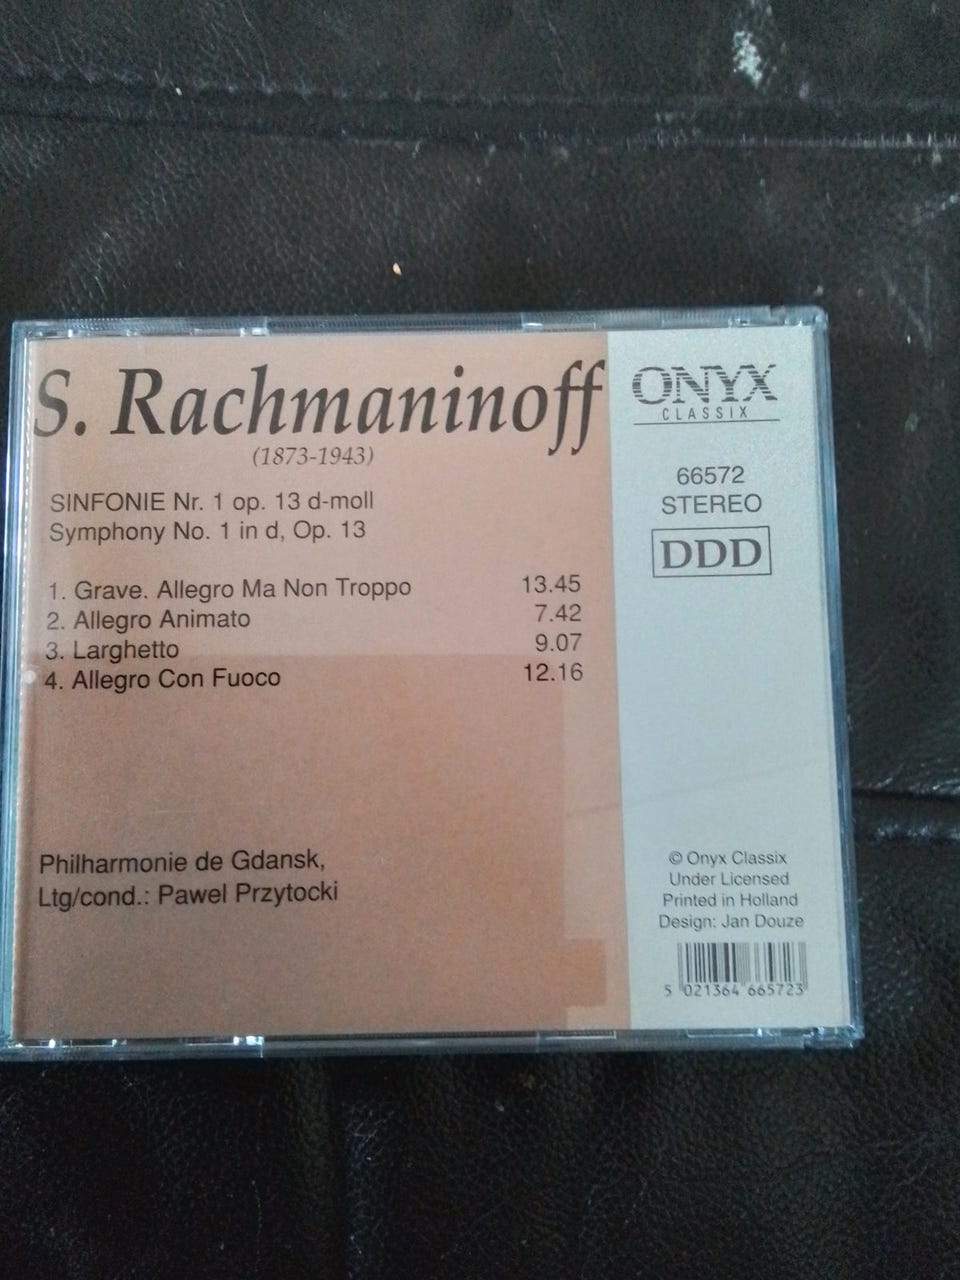 S. Rachmaninoff
(1873-1943)
SINFONIE Nr. 1 op. 13 d-moll
Symphony No. 1 in d, Op. 13
1. Grave. Allegro Ma Non Troppo 13.45
2. Allegro Animato 7.42
3. Larghetto 9.07
4. Allegro Con Fuoco 12.16
Philharmonie de Gdansk,
Ltg/cond.: Pawel Przytocki
ONYX
CLASSIX
66572
STEREO
DDD
© Onyx Classix
Under Licensed
Printed in Holland
Design: Jan Douze
5 021364 665723